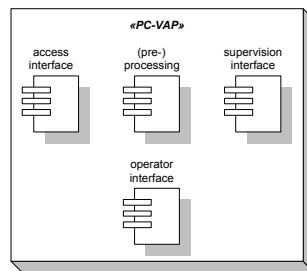 «PC-VAP»
access
interface
(pre-)
processing
supervision
interface
operator
interface